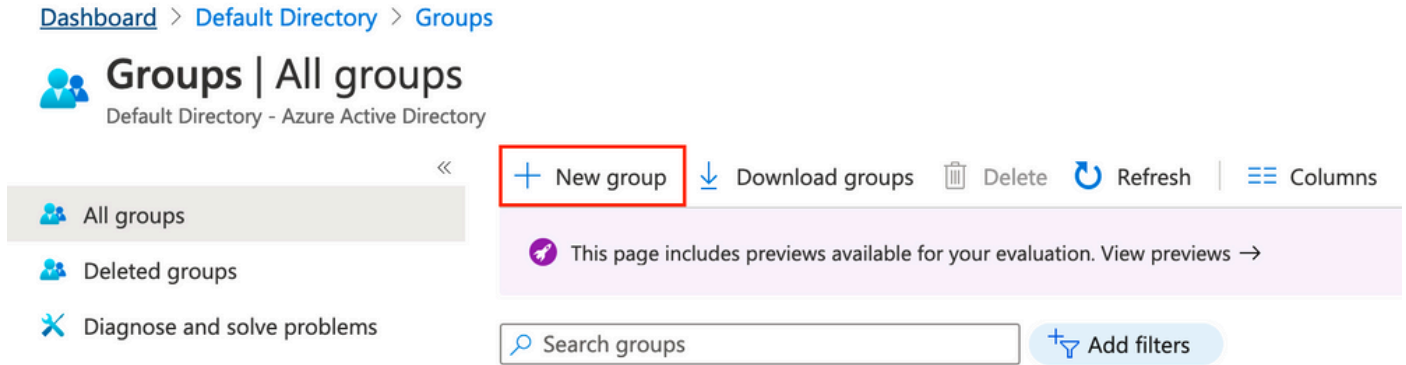 Dashboard > Default Directory > Groups
Groups | All groups
Default Directory - Azure Active Directory
«
New group Download groups Delete Refresh Columns
All groups
This page includes previews available for your evaluation. View previews →
Deleted groups
Diagnose and solve problems
Search groups Add filters